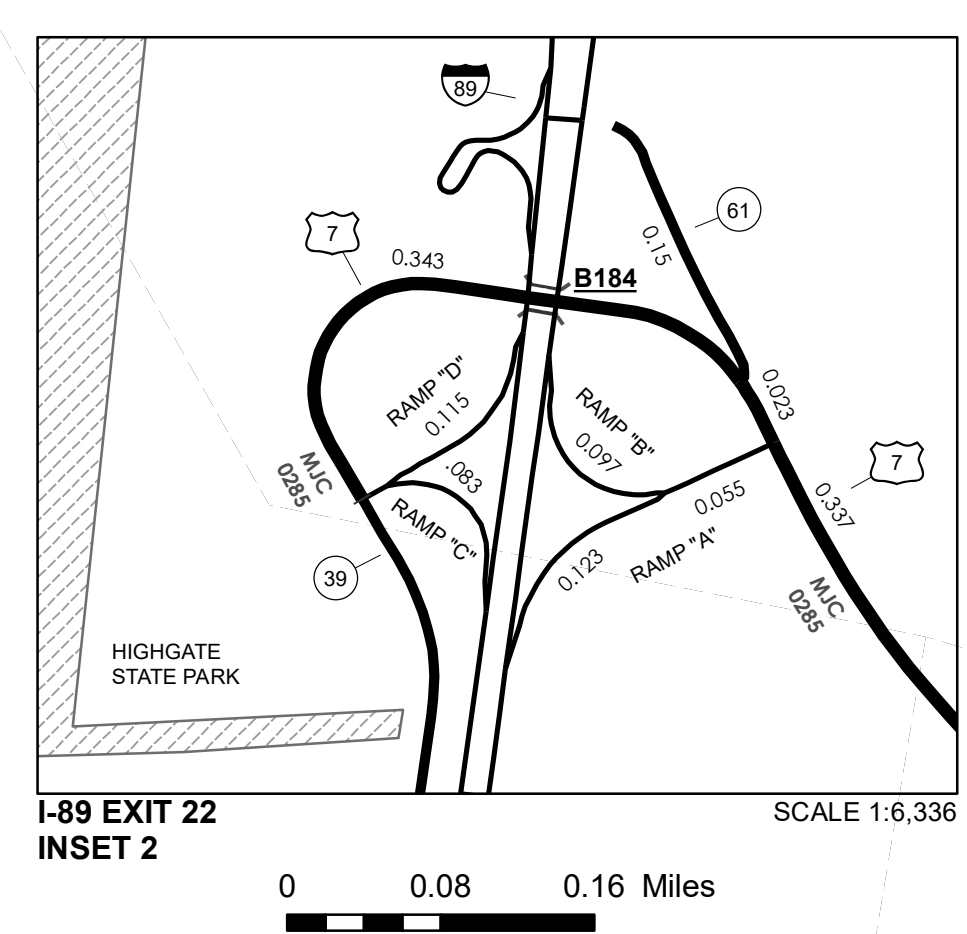 89
61
7
0.343
0.15
B184
RAMP "D"
0.115
RAMP "B"
0.097
0.023
7
MJC
0285
.083
RAMP "C"
0.055
0.337
RAMP "A"
0.123
39
MJC
0285
HIGHGATE
STATE PARK
I-89 EXIT 22
INSET 2
SCALE 1:6,336
0 0.08 0.16 Miles